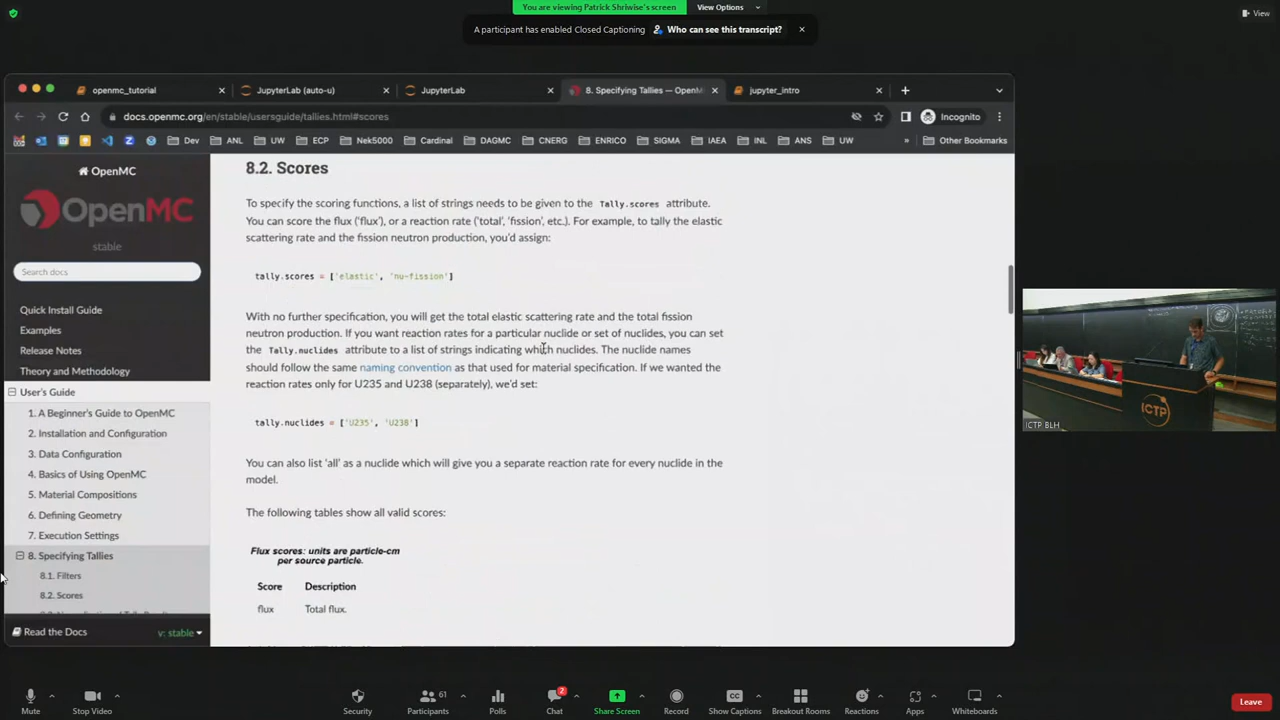 You are viewing Patrick Shriwise's screen
View Options
View
A participant has enabled Closed Captioning
Who can see this transcript?
openmc_tutorial
JupyterLab (auto-u)
JupyterLab
8. Specifying Tallies — OpenM
jupyter_intro
docs.openmc.org/en/stable/usersguide/tallies.html#scores
Incognito
Dev
ANL
CNP
Nek5000
Cardinal
DAGMC
CNERG
ENRICO
SIGMA
IAEA
INL
ANS
UW
»
Other Bookmarks
OpenMC
OPENMC
stable
Search docs
Quick Install Guide
Examples
Release Notes
Theory and Methodology
User's Guide
1. A Beginner's Guide to OpenMC
2. Installation and Configuration
3. Data Configuration
4. Basics of Using OpenMC
5. Material Compositions
6. Defining Geometry
7. Execution Settings
8. Specifying Tallies
8.1. Filters
8.2. Scores
Read the Docs
v: stable
8.2. Scores
To specify the scoring functions, a list of strings needs to be given to the Tally.scores attribute.
You can score the flux ('flux'), or a reaction rate ('total', 'fission', etc.). For example, to tally the elastic
scattering rate and the fission neutron production, you'd assign:
tally.scores = ['elastic', 'nu-fission']
With no further specification, you will get the total elastic scattering rate and the total fission
neutron production. If you want reaction rates for a particular nuclide or set of nuclides, you can set
the Tally.nuclides attribute to a list of strings indicating which nuclides. The nuclide names
should follow the same naming convention as that used for material specification. If we wanted the
reaction rates only for U235 and U238 (separately), we'd set:
tally.nuclides = ['U235', 'U238']
You can also list 'all' as a nuclide which will give you a separate reaction rate for every nuclide in the
model.
The following tables show all valid scores:
Flux scores: units are particle-cm
per source particle.
Score Description
flux Total flux.
ICTP
ICTP BLH
Mute
Stop Video
Security
61
Participants
Polls
2
Chat
Share Screen
Record
Show Captions
Breakout Rooms
Reactions
Apps
Whiteboards
Leave